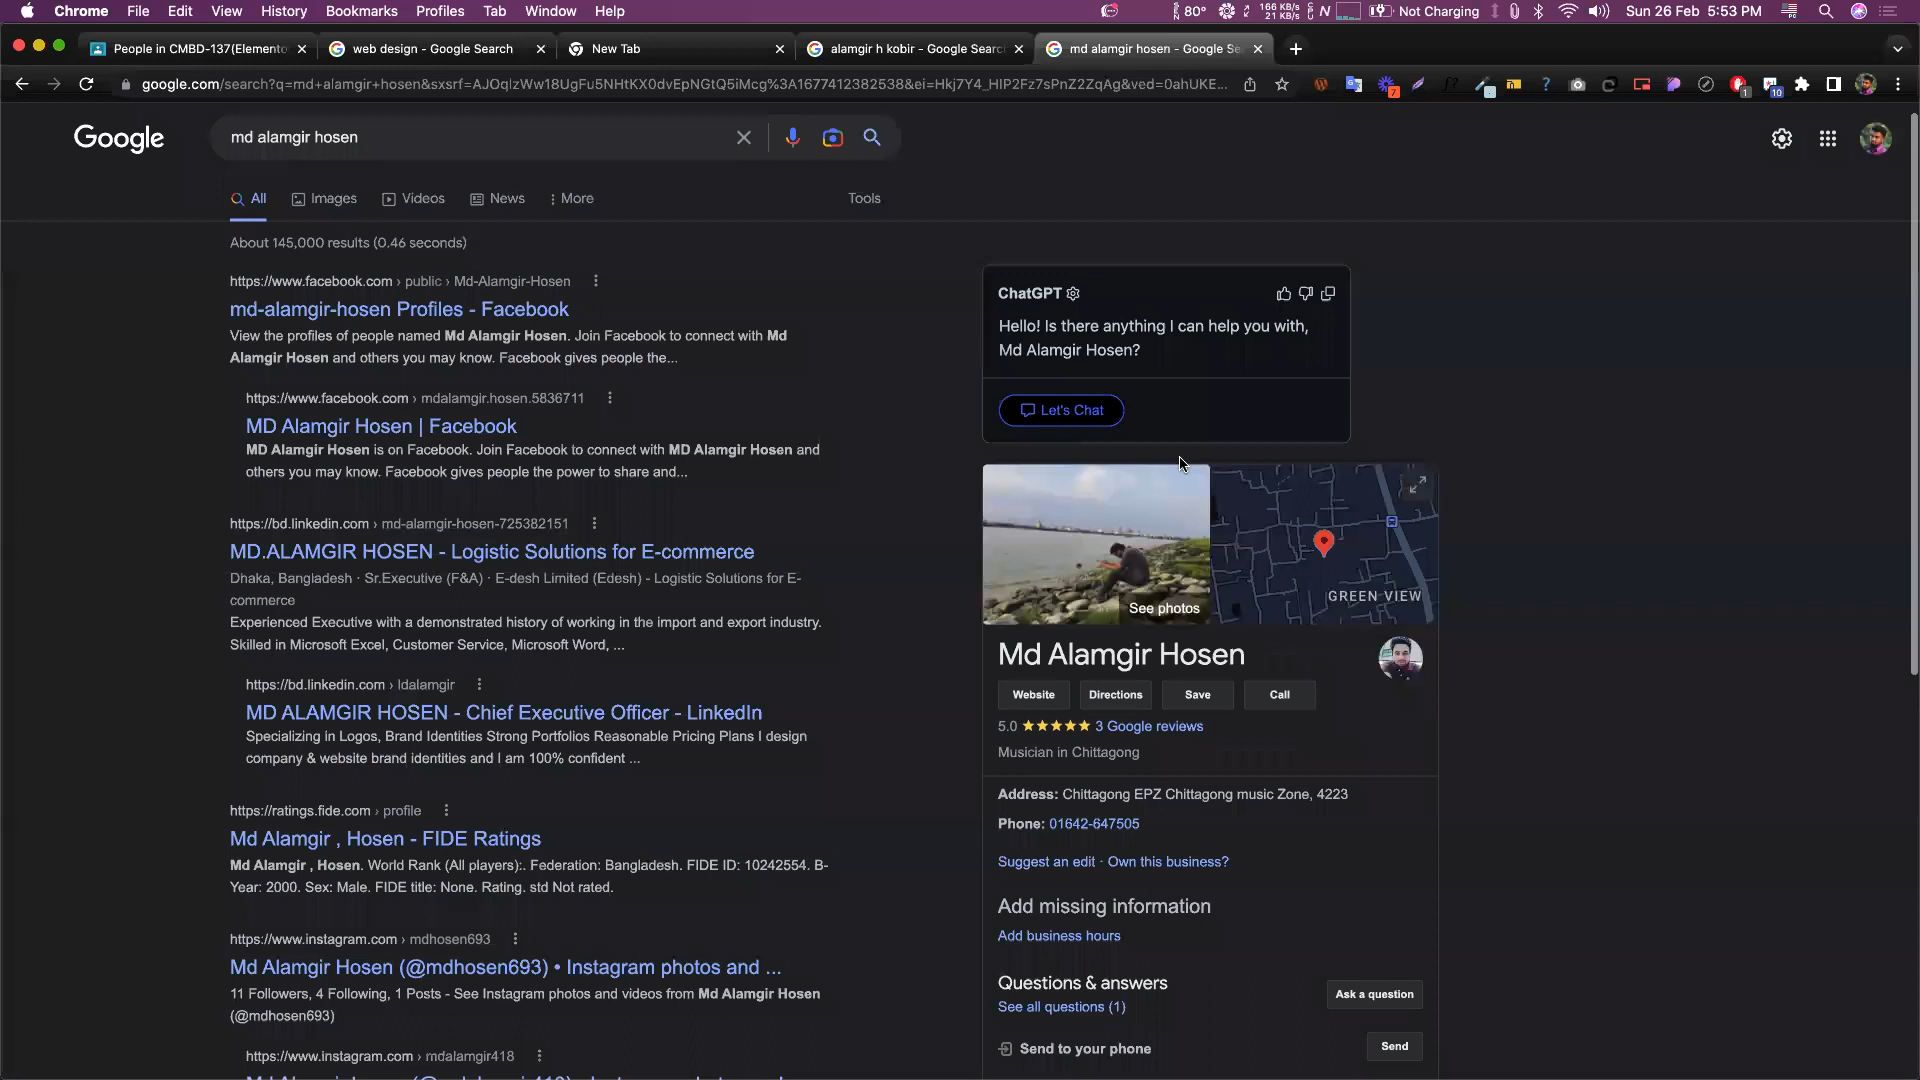 Chrome File Edit View History Bookmarks Profiles Tab Window Help
80° 166 KB/s 21 KB/s N Not Charging Sun 26 Feb 5:53 PM
People in CMBD-137(Elemento
web design - Google Search
New Tab
alamgir h kobir - Google Searc
md alamgir hosen - Google Se
google.com/search?q=md+alamgir+hosen&sxsrf=AJOqlzWw18UgFu5NHtKX0dvEpNGtQ5iMcg%3A1677412382538&ei=Hkj7Y4_HIP2Fz7sPnZ2ZqAg&ved=0ahUKE...
7
1
10
Google
md alamgir hosen
All Images Videos News More Tools
About 145,000 results (0.46 seconds)
https://www.facebook.com › public › Md-Alamgir-Hosen
md-alamgir-hosen Profiles - Facebook
View the profiles of people named Md Alamgir Hosen. Join Facebook to connect with Md
Alamgir Hosen and others you may know. Facebook gives people the...
https://www.facebook.com › mdalamgir.hosen.5836711
MD Alamgir Hosen | Facebook
MD Alamgir Hosen is on Facebook. Join Facebook to connect with MD Alamgir Hosen and
others you may know. Facebook gives people the power to share and...
https://bd.linkedin.com › md-alamgir-hosen-725382151
MD.ALAMGIR HOSEN - Logistic Solutions for E-commerce
Dhaka, Bangladesh · Sr.Executive (F&A) · E-desh Limited (Edesh) - Logistic Solutions for E-
commerce
Experienced Executive with a demonstrated history of working in the import and export industry.
Skilled in Microsoft Excel, Customer Service, Microsoft Word, ...
https://bd.linkedin.com › ldalamgir
MD ALAMGIR HOSEN - Chief Executive Officer - LinkedIn
Specializing in Logos, Brand Identities Strong Portfolios Reasonable Pricing Plans I design
company & website brand identities and I am 100% confident ...
https://ratings.fide.com › profile
Md Alamgir , Hosen - FIDE Ratings
Md Alamgir , Hosen. World Rank (All players):. Federation: Bangladesh. FIDE ID: 10242554. B-
Year: 2000. Sex: Male. FIDE title: None. Rating. std Not rated.
https://www.instagram.com › mdhosen693
Md Alamgir Hosen (@mdhosen693) • Instagram photos and ...
11 Followers, 4 Following, 1 Posts - See Instagram photos and videos from Md Alamgir Hosen
(@mdhosen693)
https://www.instagram.com › mdalamgir418
ChatGPT
Hello! Is there anything I can help you with,
Md Alamgir Hosen?
Let's Chat
See photos
GREEN VIEW
Md Alamgir Hosen
Website Directions Save Call
5.0 ★★★★★ 3 Google reviews
Musician in Chittagong
Address: Chittagong EPZ Chittagong music Zone, 4223
Phone: 01642-647505
Suggest an edit · Own this business?
Add missing information
Add business hours
Questions & answers
See all questions (1)
Ask a question
Send to your phone
Send